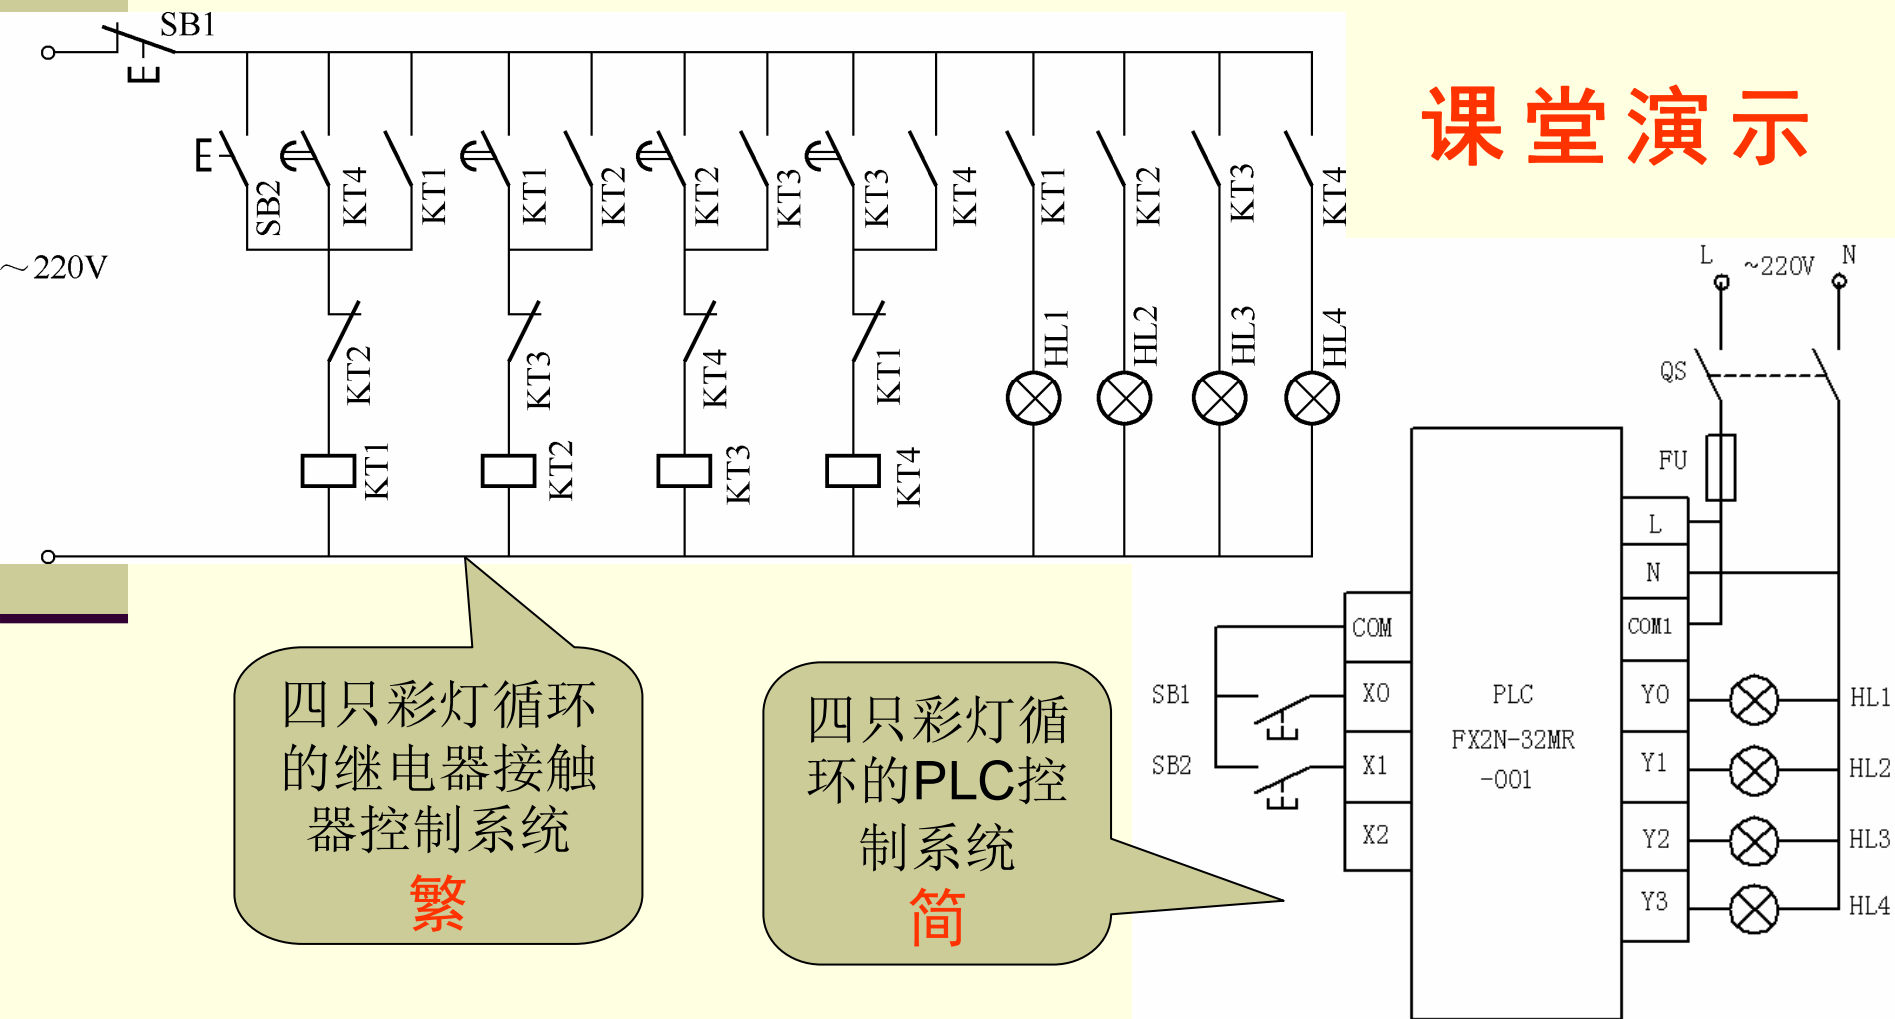 SB1
课堂演示
SB2
KT4
KT1
KT1
KT2
KT2
KT3
KT3
KT4
KT1
KT2
KT3
KT4
～220V
KT2
KT3
KT4
KT1
HL1
HL2
HL3
HL4
KT1
KT2
KT3
KT4
L
~220V
N
QS
FU
L
N
COM1
COM
SB1
X0
SB2
X1
X2
PLC
FX2N-32MR
-001
Y0
HL1
Y1
HL2
Y2
HL3
Y3
HL4
四只彩灯循环
的继电器接触
器控制系统
繁
四只彩灯循
环的PLC控
制系统
简